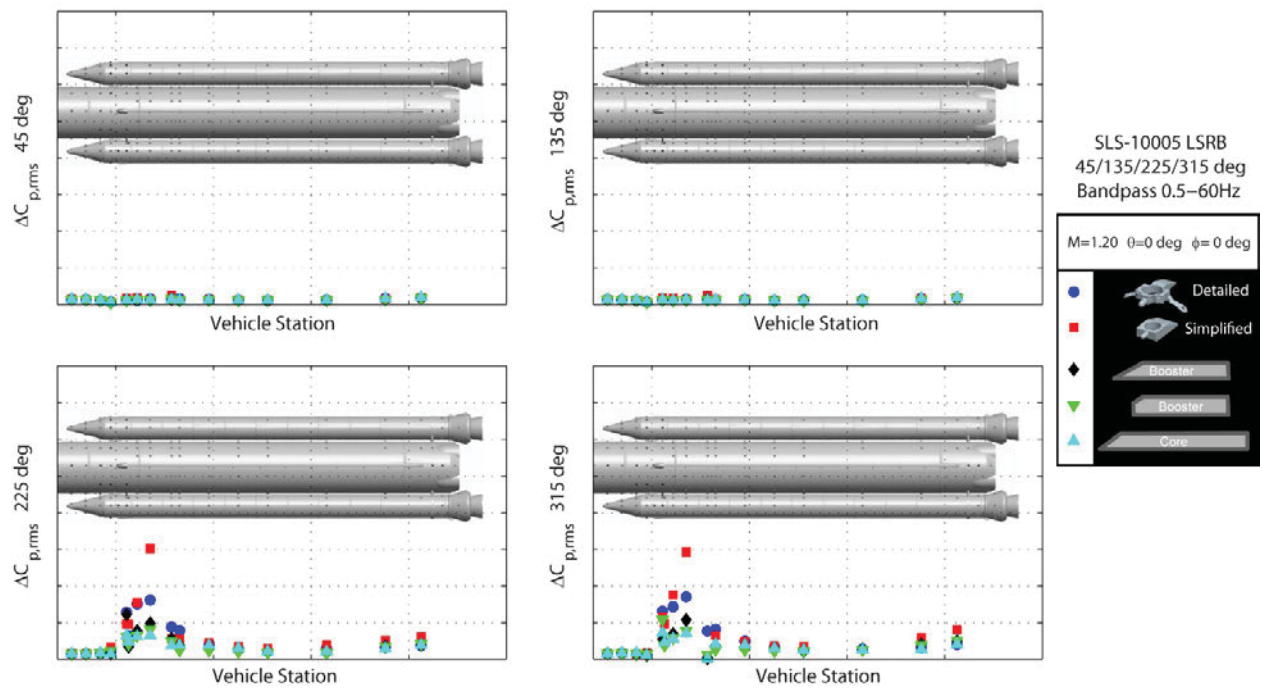 ΔC p,rms 45 deg
Vehicle Station
ΔC p,rms 135 deg
Vehicle Station
SLS-10005 LSRB
45/135/225/315 deg
Bandpass 0.5−60Hz
M=1.20 θ=0 deg ϕ= 0 deg
Detailed
Simplified
Booster
Booster
Core
ΔC p,rms 225 deg
Vehicle Station
ΔC p,rms 315 deg
Vehicle Station